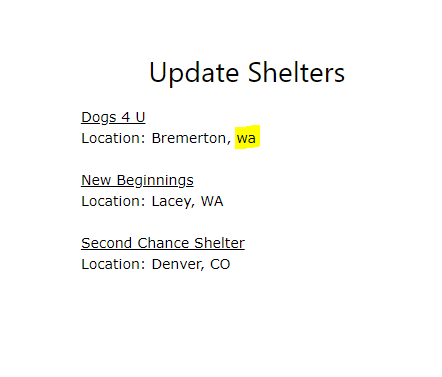 Update Shelters
Dogs 4 U
Location: Bremerton, wa
New Beginnings
Location: Lacey, WA
Second Chance Shelter
Location: Denver, CO